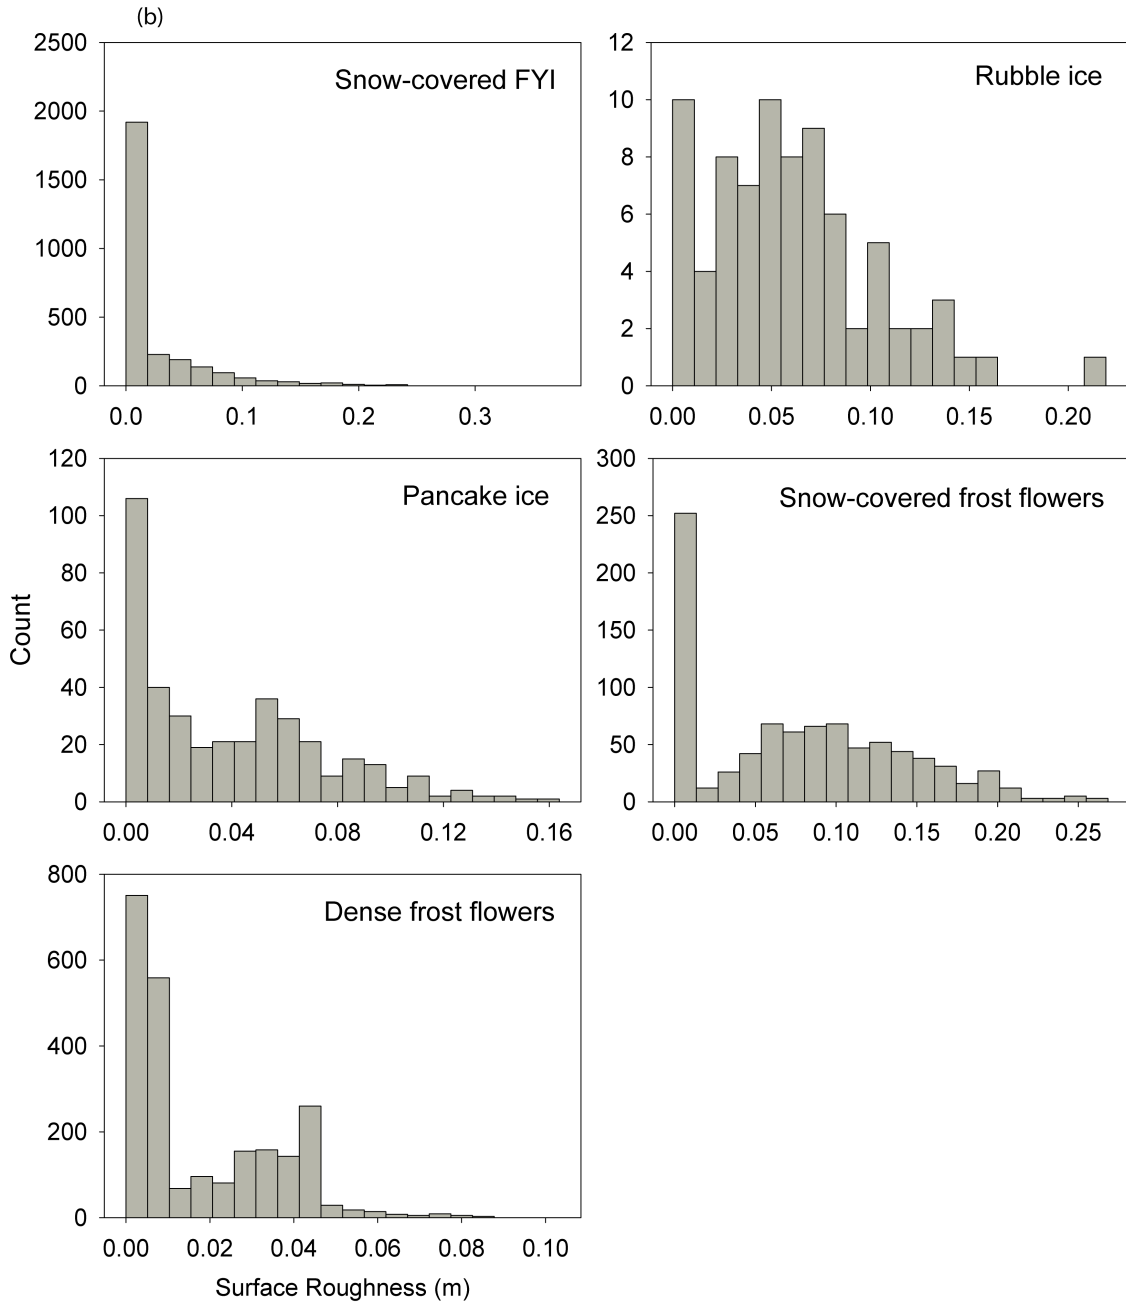 (b)
Snow-covered FYI
2500
2000
1500
1000
500
0
0.0 0.1 0.2 0.3
Rubble ice
12
10
8
6
4
2
0
0.00 0.05 0.10 0.15 0.20
Count
Pancake ice
120
100
80
60
40
20
0
0.00 0.04 0.08 0.12 0.16
Snow-covered frost flowers
300
250
200
150
100
50
0
0.00 0.05 0.10 0.15 0.20 0.25
Dense frost flowers
800
600
400
200
0
0.00 0.02 0.04 0.06 0.08 0.10
Surface Roughness (m)